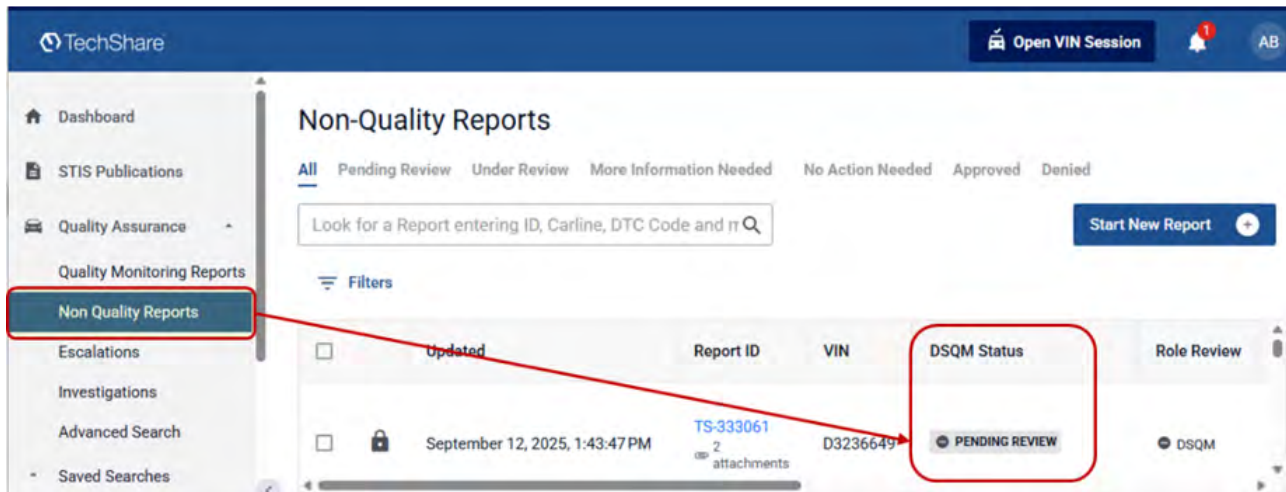 TechShare
Open VIN Session
1
AB
Dashboard
STIS Publications
Quality Assurance
Quality Monitoring Reports
Non Quality Reports
Escalations
Investigations
Advanced Search
Saved Searches
Non-Quality Reports
All Pending Review Under Review More Information Needed No Action Needed Approved Denied
Look for a Report entering ID, Carline, DTC Code and m
Start New Report
Filters
Updated Report ID VIN DSQM Status Role Review
September 12, 2025, 1:43:47 PM TS-333061 D3236649 PENDING REVIEW DSQM
2
attachments